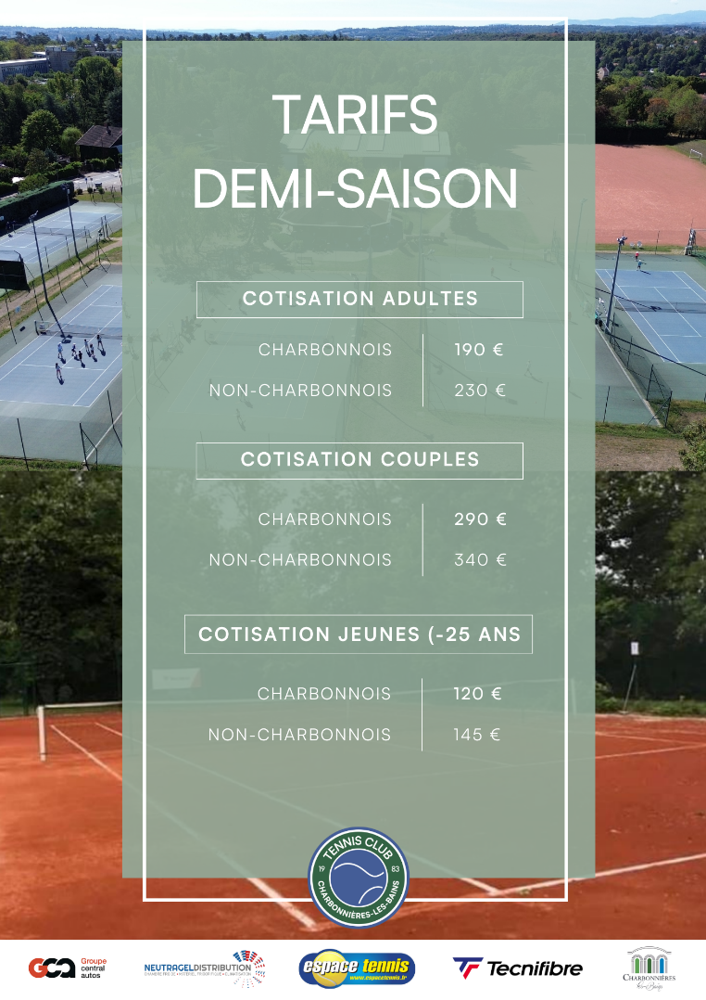 TARIFS
DEMI-SAISON
COTISATION ADULTES
CHARBONNOIS 190 €
NON-CHARBONNOIS 230 €
COTISATION COUPLES
CHARBONNOIS 290 €
NON-CHARBONNOIS 340 €
COTISATION JEUNES (-25 ANS
CHARBONNOIS 120 €
NON-CHARBONNOIS 145 €
TENNIS CLUB
19 83
CHARBONNIÈRES-LES-BAINS
GCA Groupe
central
autos
NEUTRAGELDISTRIBUTION
espace tennis
www.espacetennis.fr
Tecnifibre
CHARBONNIÈRES
les-Bains